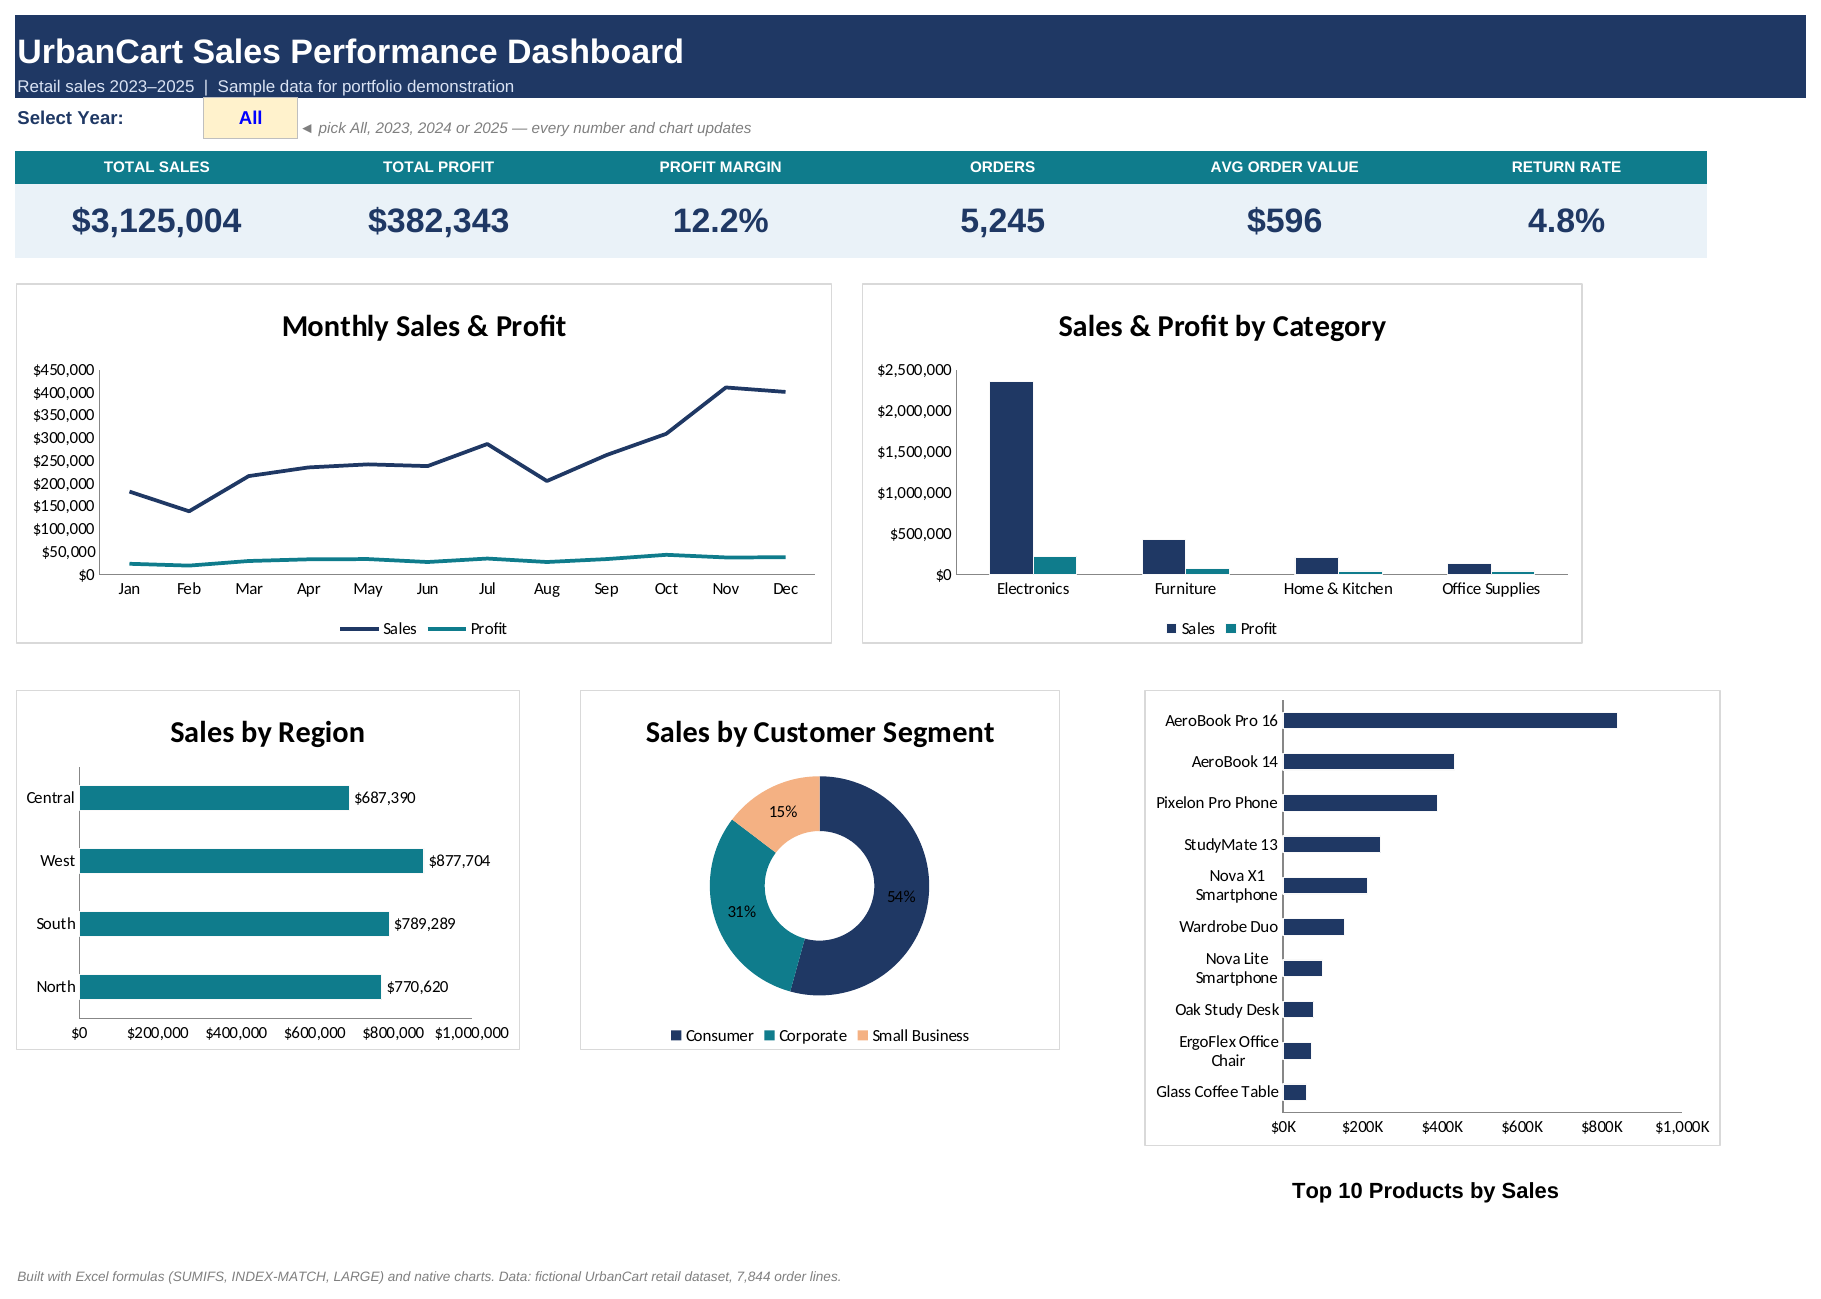 UrbanCart Sales Performance Dashboard
Retail sales 2023–2025 | Sample data for portfolio demonstration
Select Year: All ◄ pick All, 2023, 2024 or 2025 — every number and chart updates
TOTAL SALES TOTAL PROFIT PROFIT MARGIN ORDERS AVG ORDER VALUE RETURN RATE
$3,125,004 $382,343 12.2% 5,245 $596 4.8%
Monthly Sales & Profit
$450,000
$400,000
$350,000
$300,000
$250,000
$200,000
$150,000
$100,000
$50,000
$0
Jan Feb Mar Apr May Jun Jul Aug Sep Oct Nov Dec
Sales Profit
Sales & Profit by Category
$2,500,000
$2,000,000
$1,500,000
$1,000,000
$500,000
$0
Electronics Furniture Home & Kitchen Office Supplies
Sales Profit
Sales by Region
Central $687,390
West $877,704
South $789,289
North $770,620
$0 $200,000 $400,000 $600,000 $800,000 $1,000,000
Sales by Customer Segment
15%
54%
31%
Consumer Corporate Small Business
AeroBook Pro 16
AeroBook 14
Pixelon Pro Phone
StudyMate 13
Nova X1
Smartphone
Wardrobe Duo
Nova Lite
Smartphone
Oak Study Desk
ErgoFlex Office
Chair
Glass Coffee Table
$0K $200K $400K $600K $800K $1,000K
Top 10 Products by Sales
Built with Excel formulas (SUMIFS, INDEX-MATCH, LARGE) and native charts. Data: fictional UrbanCart retail dataset, 7,844 order lines.